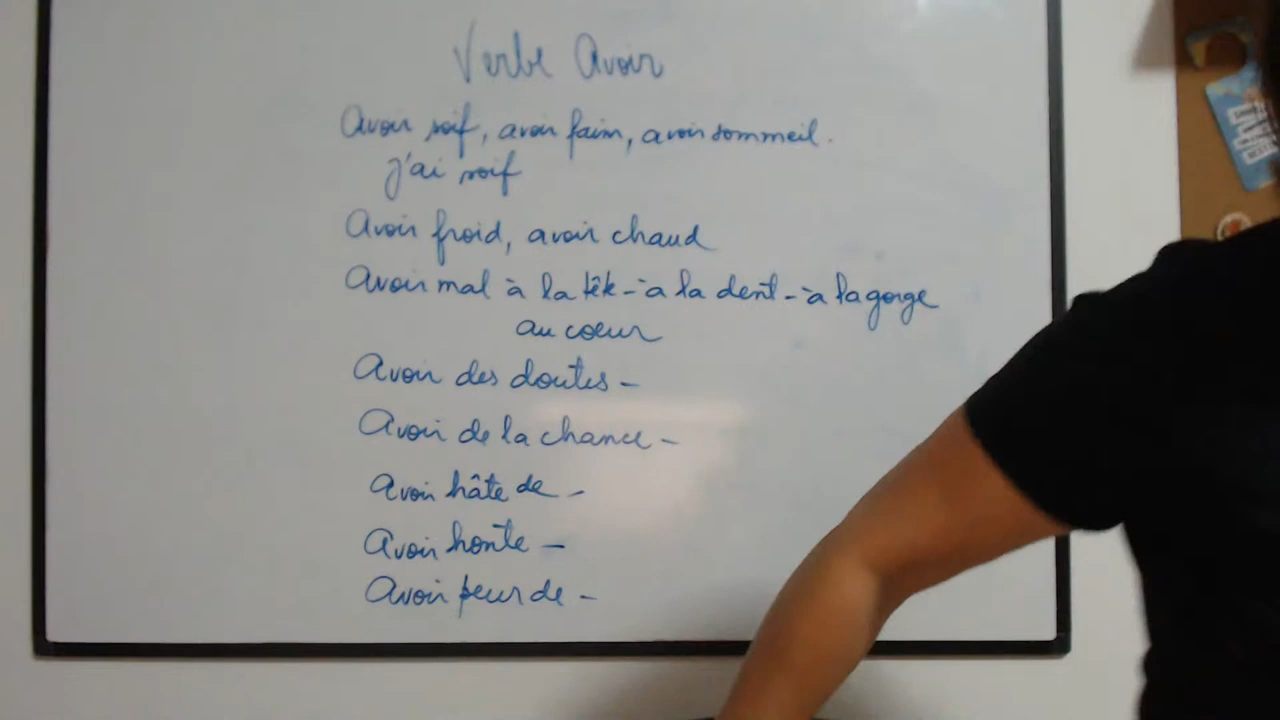 Verbe Avoir
Avoir soif, avoir faim, avoir sommeil.
j'ai soif
Avoir froid, avoir chaud
Avoir mal à la tête - à la dent - à la gorge
au coeur
Avoir des doutes -
Avoir de la chance -
Avoir hâte de -
Avoir honte -
Avoir peur de -